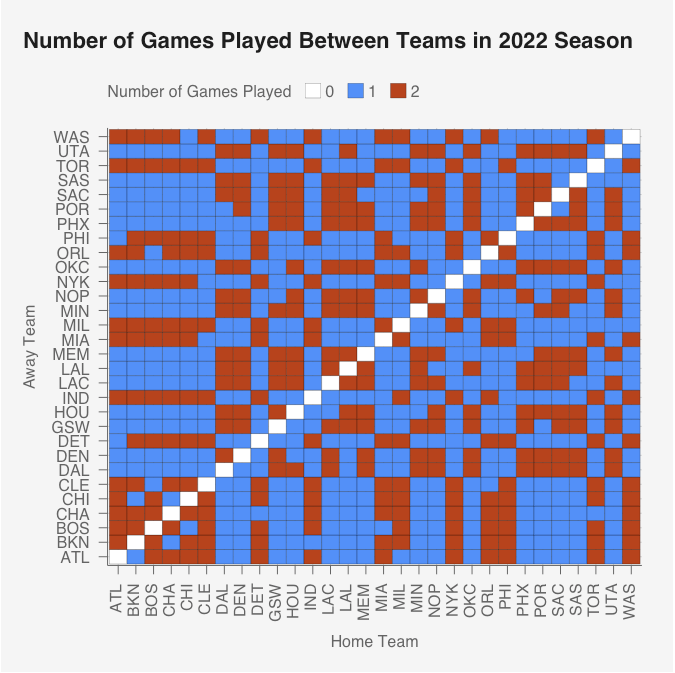 Number of Games Played Between Teams in 2022 Season
Number of Games Played 0 1 2
WAS
UTA
TOR
SAS
SAC
POR
PHX
PHI
ORL
OKC
NYK
NOP
MIN
MIL
MIA
MEM
LAL
LAC
IND
HOU
GSW
DET
DEN
DAL
CLE
CHI
CHA
BOS
BKN
ATL
Away Team
ATL BKN BOS CHA CHI CLE DAL DEN DET GSW HOU IND LAC LAL MEM MIA MIL MIN NOP NYK OKC ORL PHI PHX POR SAC SAS TOR UTA WAS
Home Team